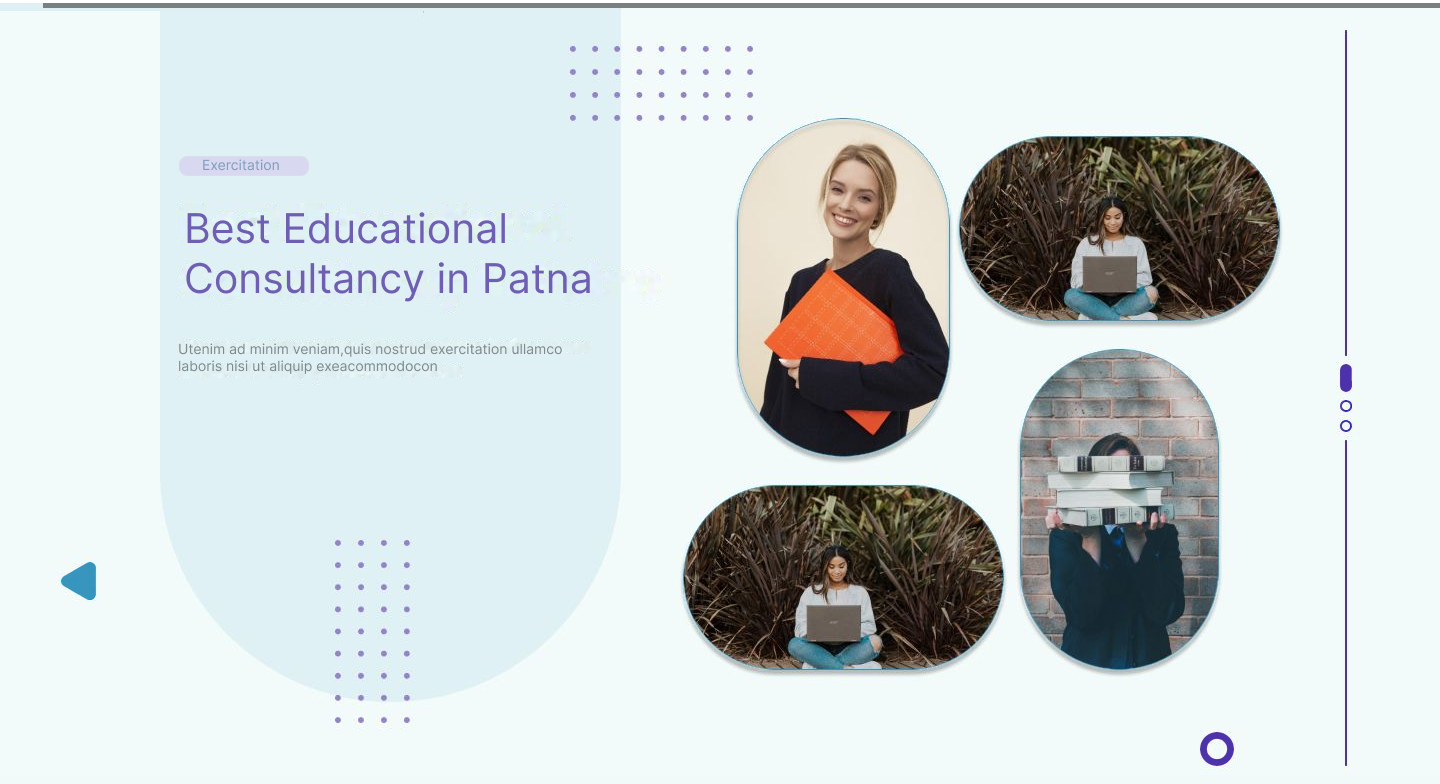 Exercitation
Best Educational
Consultancy in Patna
Utenim ad minim veniam,quis nostrud exercitation ullamco
laboris nisi ut aliquip exeacommodocon